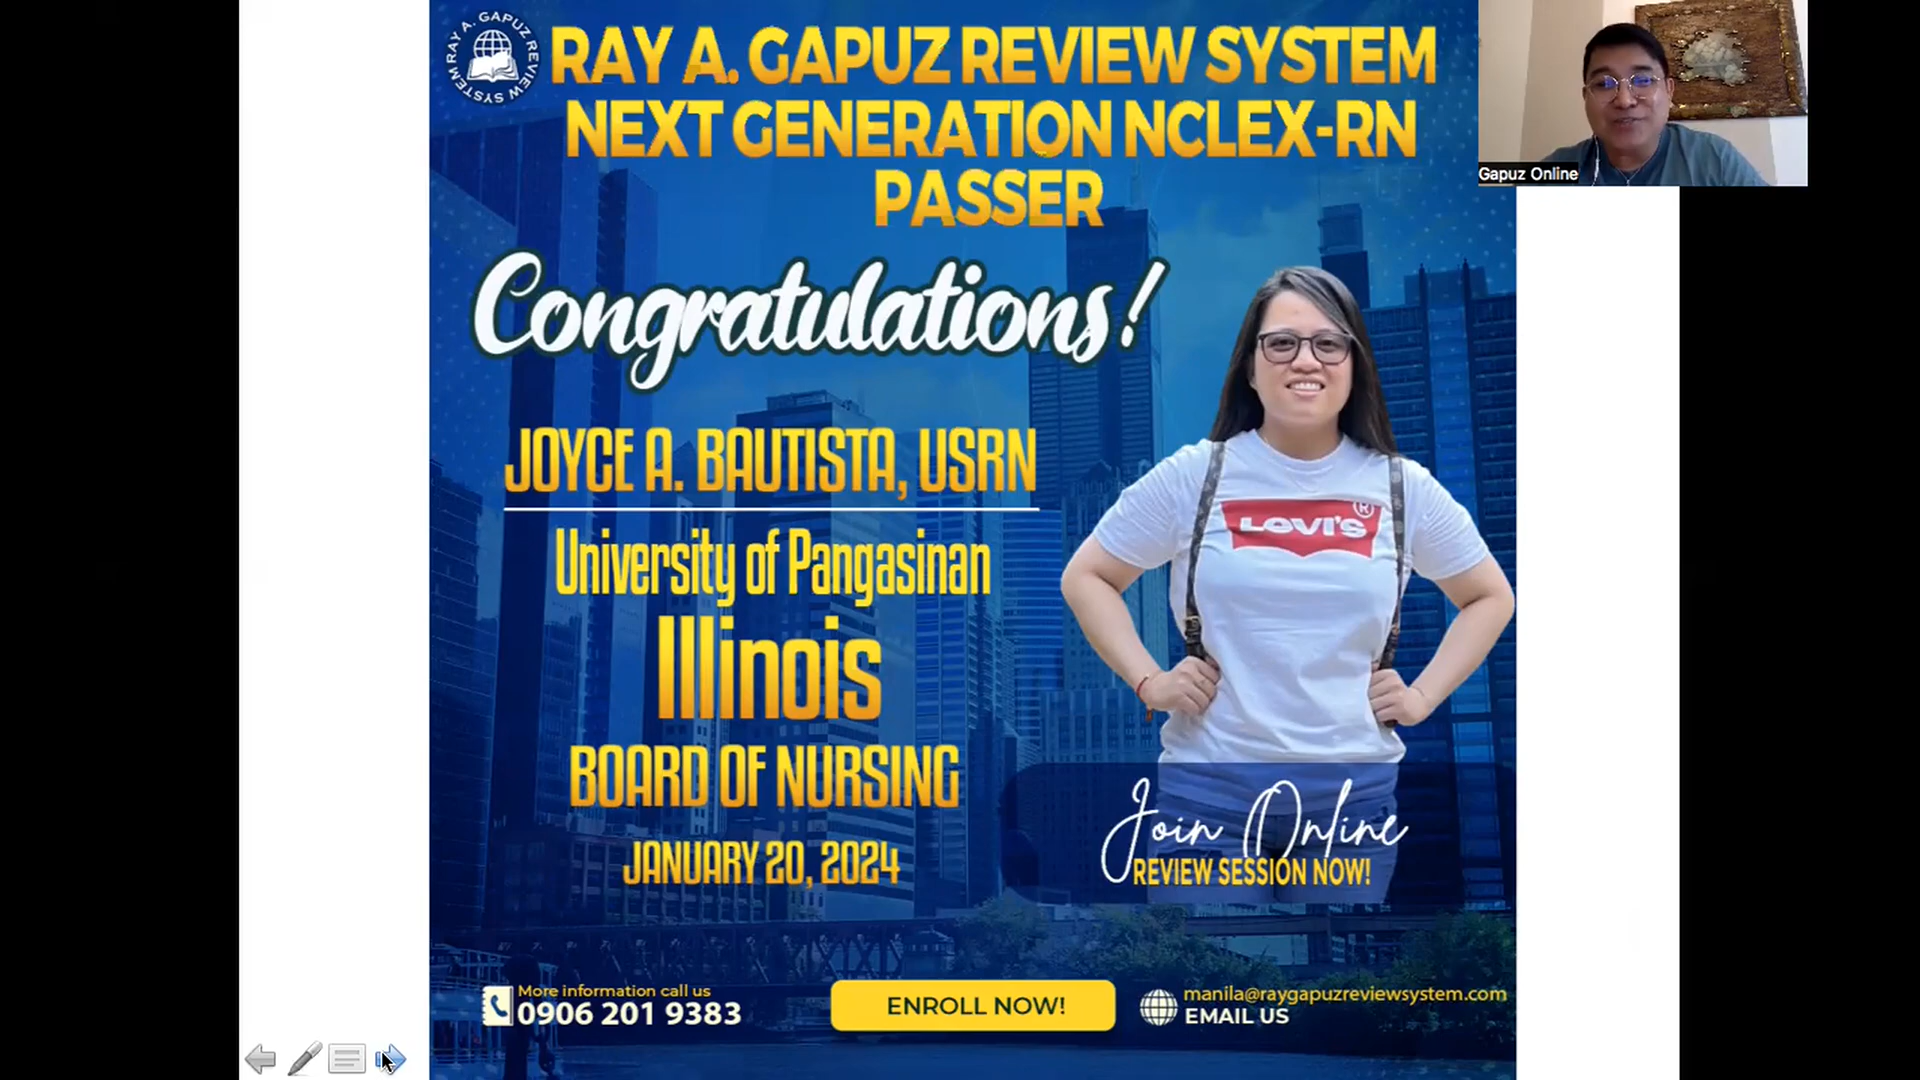 RAY A. GAPUZ REVIEW SYSTEM
RAY A. GAPUZ REVIEW SYSTEM
NEXT GENERATION NCLEX-RN
PASSER
Gapuz Online
Congratulations!
JOYCE A. BAUTISTA, USRN
LEVI'S ®
University of Pangasinan
Illinois
BOARD OF NURSING
JANUARY 20, 2024
Join Online
REVIEW SESSION NOW!
More information call us
0906 201 9383
ENROLL NOW!
manila@raygapuzreviewsystem.com
EMAIL US